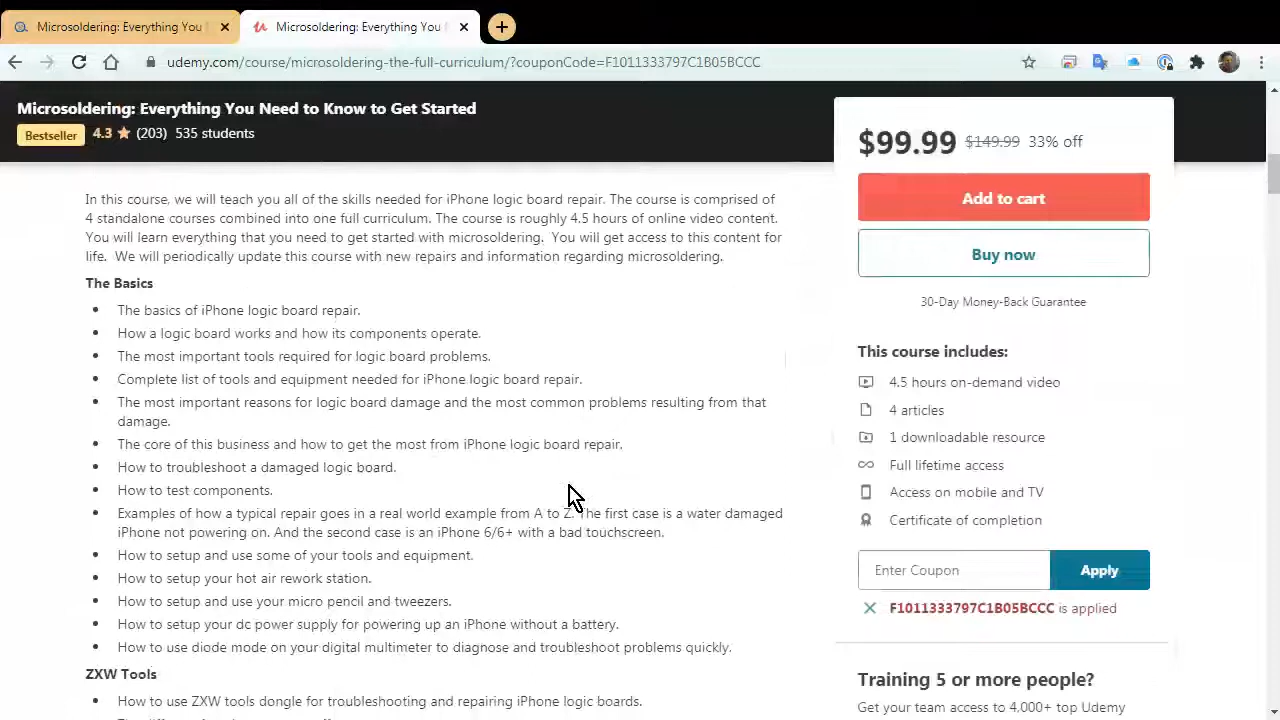 Microsoldering: Everything You
Microsoldering: Everything You
udemy.com/course/microsoldering-the-full-curriculum/?couponCode=F1011333797C1B05BCCC
Microsoldering: Everything You Need to Know to Get Started
Bestseller 4.3 (203) 535 students
$99.99 $149.99 33% off
Add to cart
Buy now
30-Day Money-Back Guarantee
In this course, we will teach you all of the skills needed for iPhone logic board repair. The course is comprised of
4 standalone courses combined into one full curriculum. The course is roughly 4.5 hours of online video content.
You will learn everything that you need to get started with microsoldering. You will get access to this content for
life. We will periodically update this course with new repairs and information regarding microsoldering.
The Basics
The basics of iPhone logic board repair.
How a logic board works and how its components operate.
The most important tools required for logic board problems.
Complete list of tools and equipment needed for iPhone logic board repair.
The most important reasons for logic board damage and the most common problems resulting from that
damage.
The core of this business and how to get the most from iPhone logic board repair.
How to troubleshoot a damaged logic board.
How to test components.
Examples of how a typical repair goes in a real world example from A to Z. The first case is a water damaged
iPhone not powering on. And the second case is an iPhone 6/6+ with a bad touchscreen.
How to setup and use some of your tools and equipment.
How to setup your hot air rework station.
How to setup and use your micro pencil and tweezers.
How to setup your dc power supply for powering up an iPhone without a battery.
How to use diode mode on your digital multimeter to diagnose and troubleshoot problems quickly.
ZXW Tools
How to use ZXW tools dongle for troubleshooting and repairing iPhone logic boards.
This course includes:
4.5 hours on-demand video
4 articles
1 downloadable resource
Full lifetime access
Access on mobile and TV
Certificate of completion
Enter Coupon Apply
F1011333797C1B05BCCC is applied
Training 5 or more people?
Get your team access to 4,000+ top Udemy